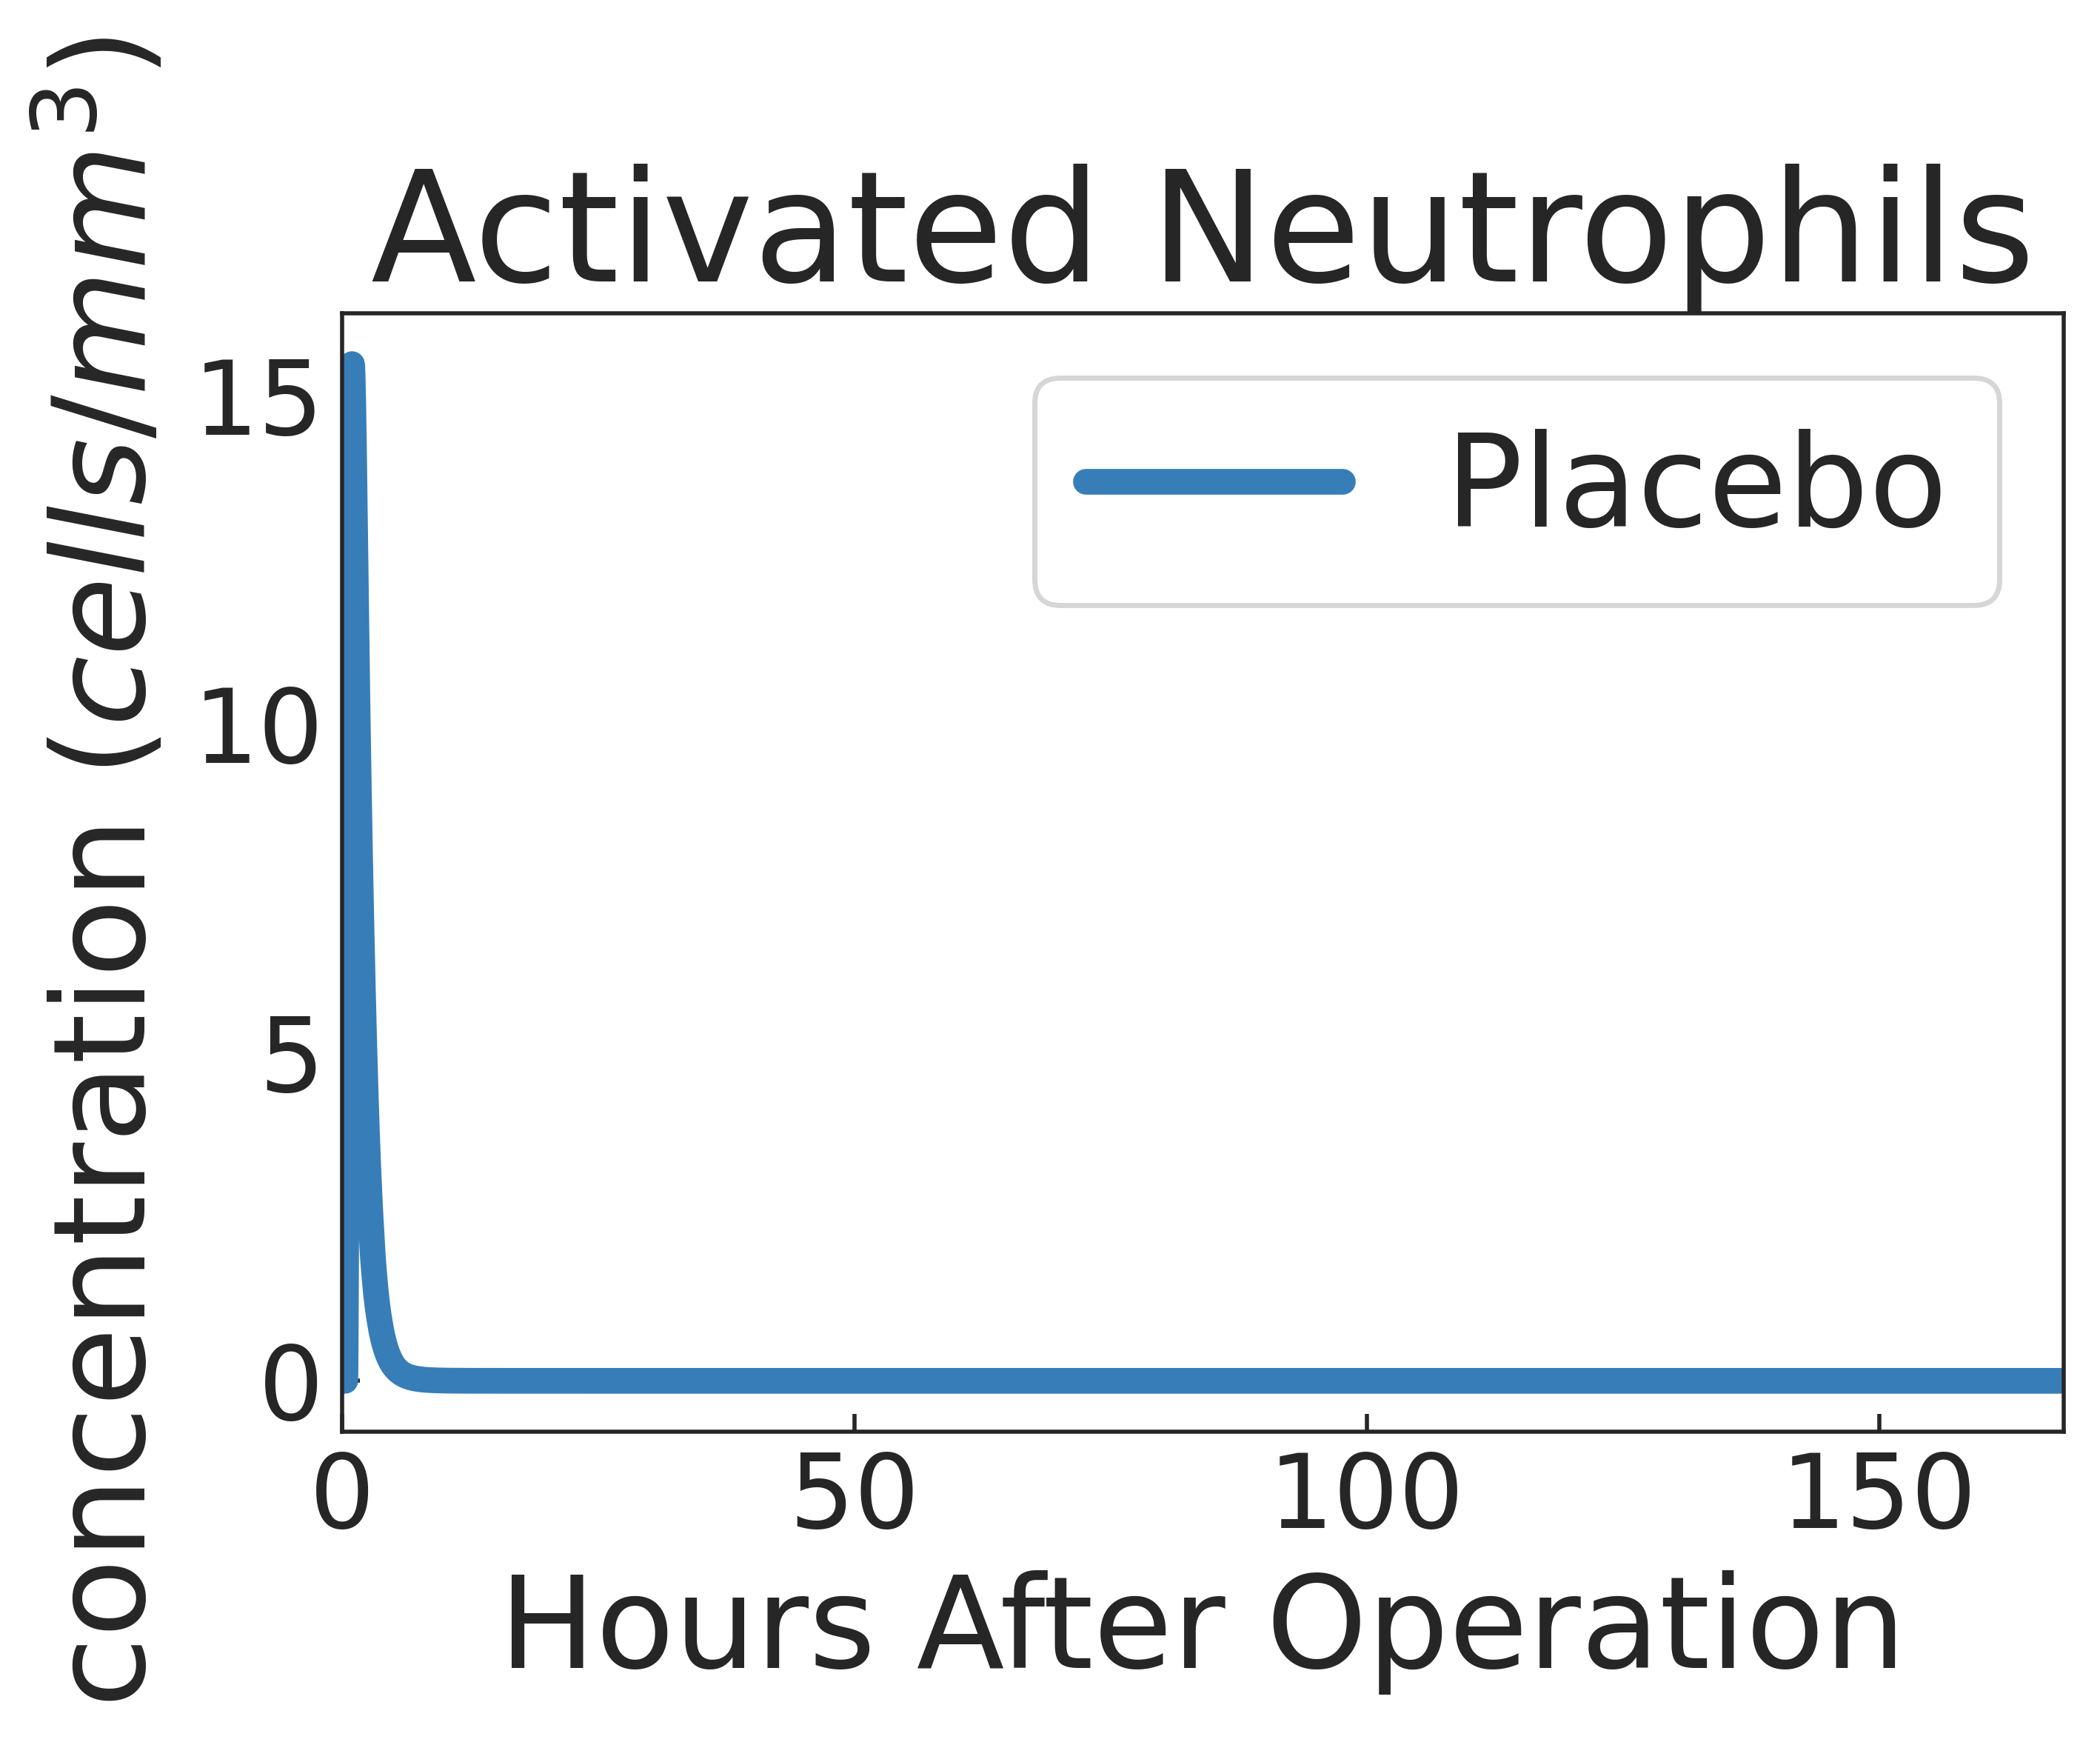 Activated Neutrophils
concentration (cells/mm³)
15
10
5
0
Placebo
0 50 100 150
Hours After Operation